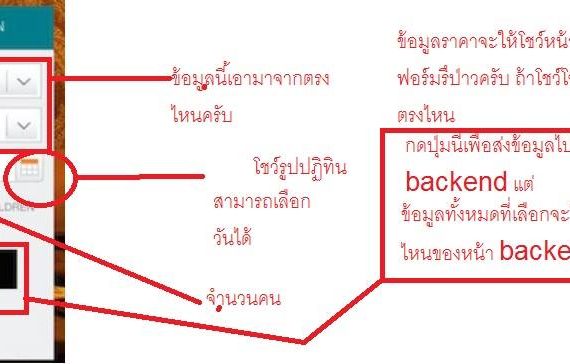 N
ข้อมูลนี้เอามาจากตรง
ไหนครับ
โชว์รูปปฏิทิน
สามารถเลือก
วันได้
LDREN
จำนวนคน
ข้อมูลราคาจะให้โชว์
ฟอร์มรึป่าวครับ ถ้าโชว์
ตรงไหน
กดปุ่มนี้เพื่อส่งข้อมูลไป
backend แต่
ข้อมูลทั้งหมดที่เลือกจะ
ไหนของหน้า backe